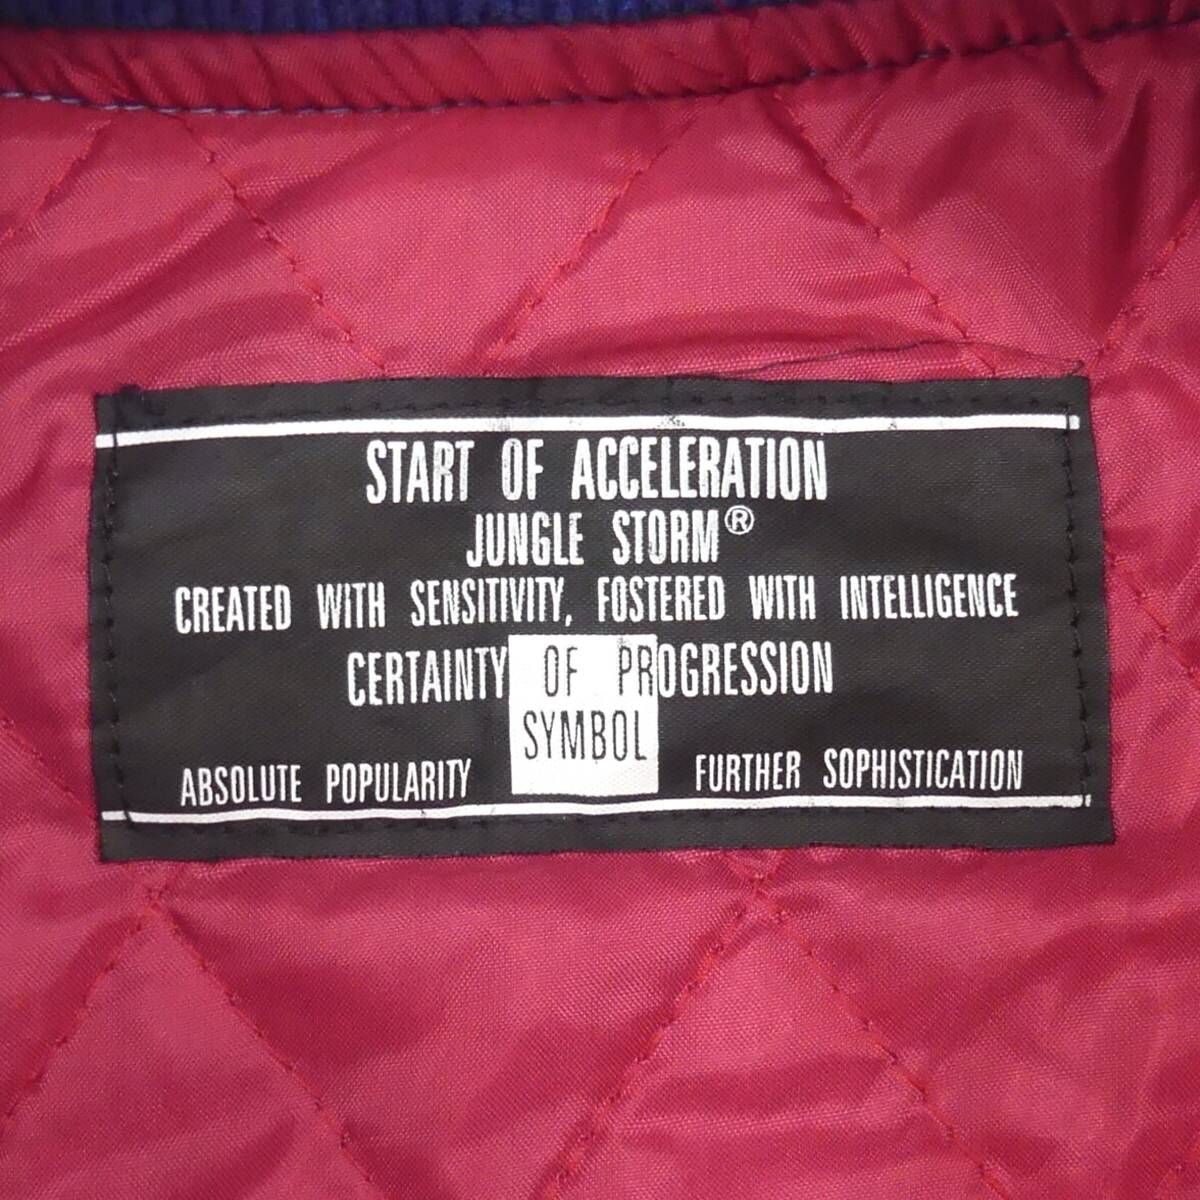 START OF ACCELERATION
JUNGLE STORM®
CREATED WITH SENSITIVITY, FOSTERED WITH INTELLIGENCE
CERTAINTY OF PROGRESSION
SYMBOL
ABSOLUTE POPULARITY FURTHER SOPHISTICATION